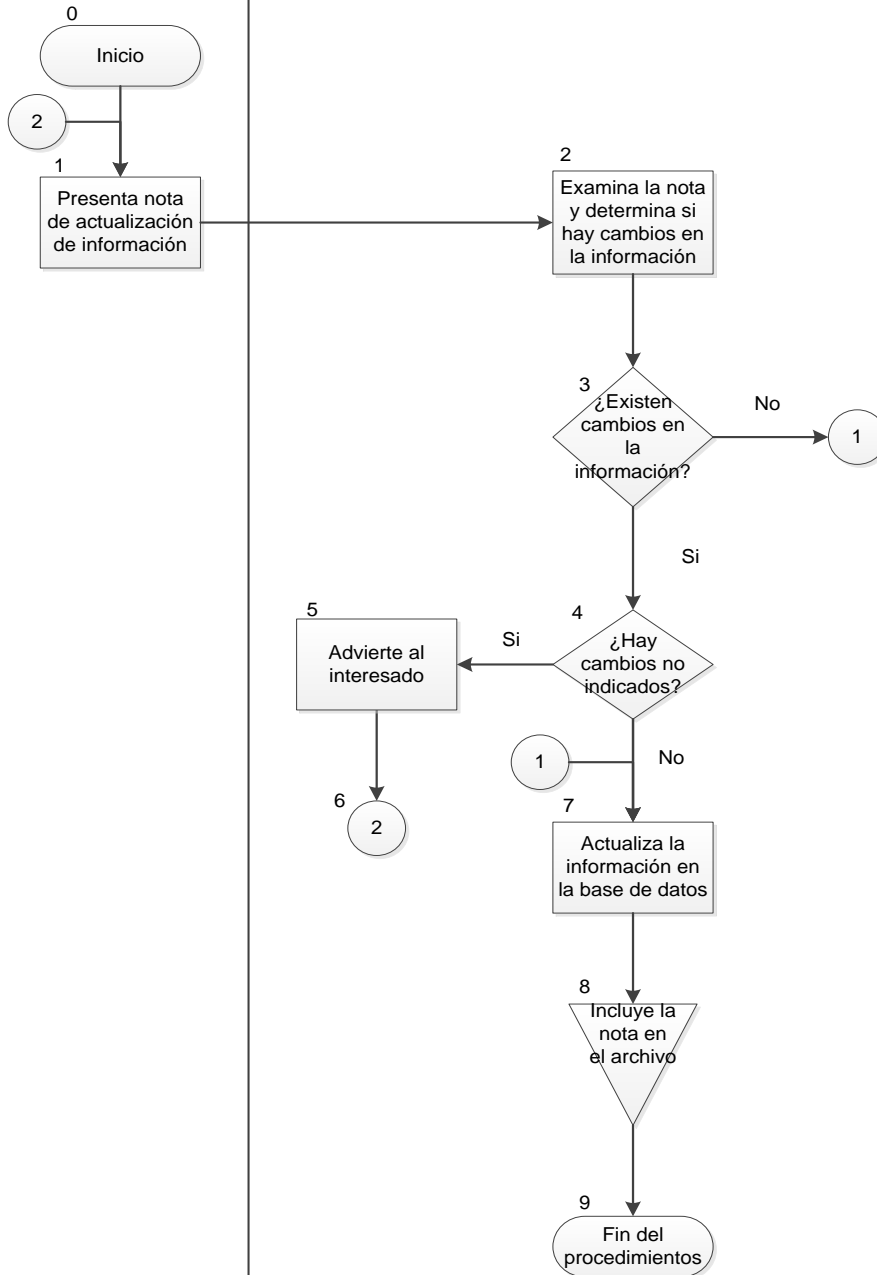 0
Inicio
2
1
Presenta nota
de actualización
de información
2
Examina la nota
y determina si
hay cambios en
la información
3
¿Existen
cambios en
la
información?
No
1
Si
4
¿Hay
cambios no
indicados?
Si
5
Advierte al
interesado
6
2
1
No
7
Actualiza la
información en
la base de datos
8
Incluye la
nota en
el archivo
9
Fin del
procedimientos